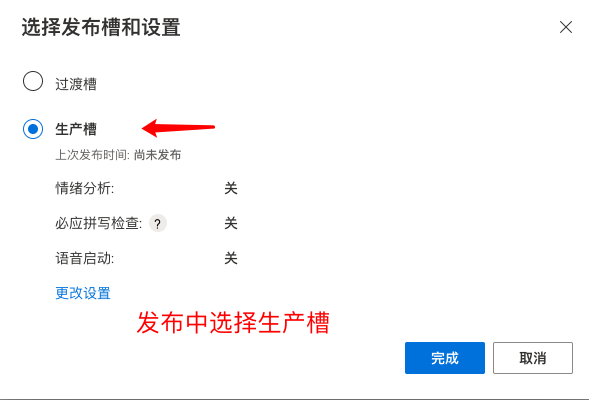 选择发布槽和设置
过渡槽
生产槽
上次发布时间: 尚未发布
情绪分析: 关
必应拼写检查: ? 关
语音启动: 关
更改设置
发布中选择生产槽
完成 取消